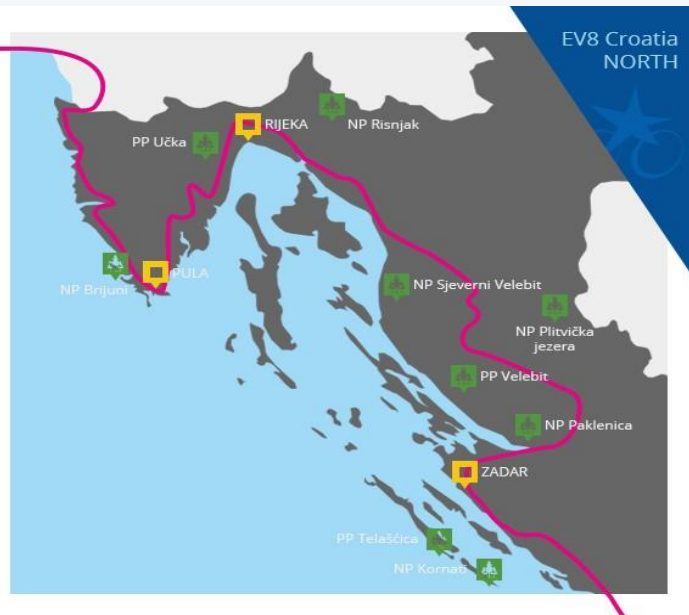 EV8 Croatia
NORTH
RIJEKA
NP Risnjak
PP Učka
PULA
NP Brijuni
NP Sjeverni Velebit
NP Plitvička
jezera
PP Velebit
NP Paklenica
ZADAR
PP Telašćica
NP Kornati